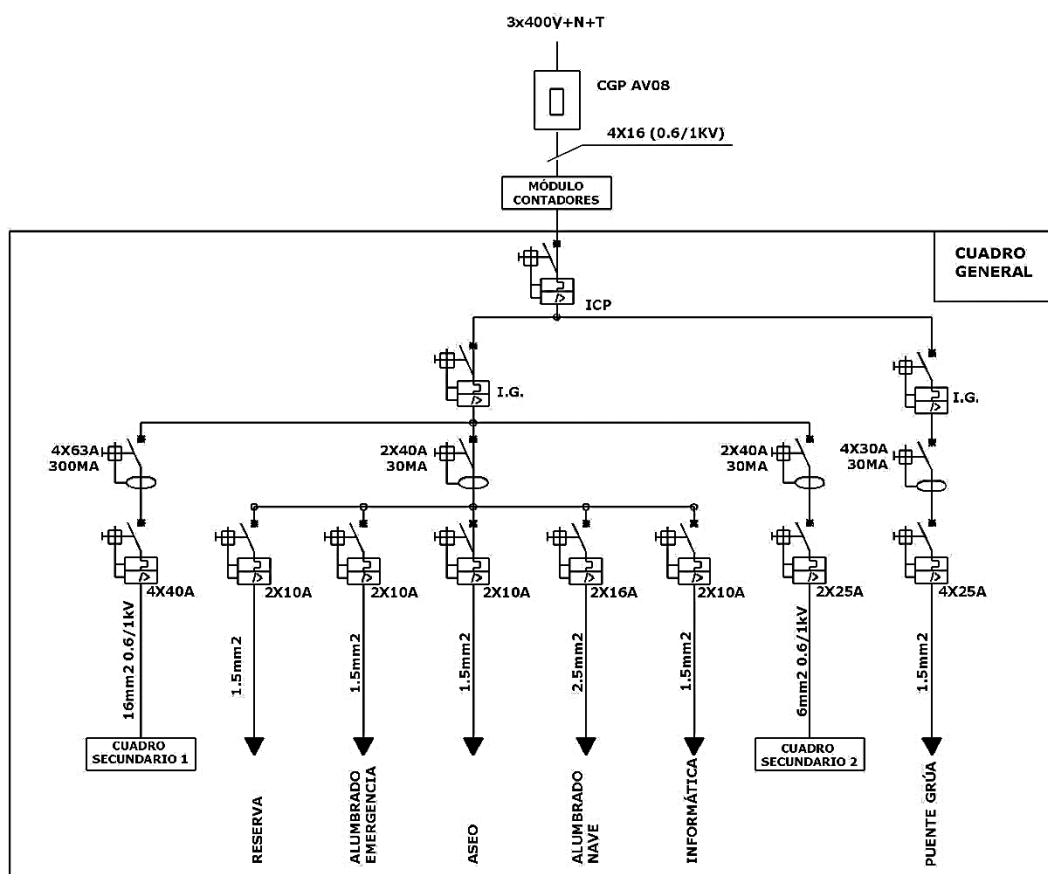 3x400V+N+T
CGP AV08
4X16 (0.6/1KV)
MÓDULO
CONTADORES
CUADRO
GENERAL
ICP
I.G.
I.G.
4X63A
300MA
2X40A
30MA
2X40A
30MA
4X30A
30MA
4X40A
2X10A
2X10A
2X10A
2X16A
2X10A
2X25A
4X25A
16mm2 0.6/1kV
1.5mm2
1.5mm2
1.5mm2
2.5mm2
1.5mm2
6mm2 0.6/1kV
1.5mm2
CUADRO
SECUNDARIO 1
RESERVA
ALUMBRADO
EMERGENCIA
ASEO
ALUMBRADO
NAVE
INFORMÁTICA
CUADRO
SECUNDARIO 2
PUENTE GRÚA